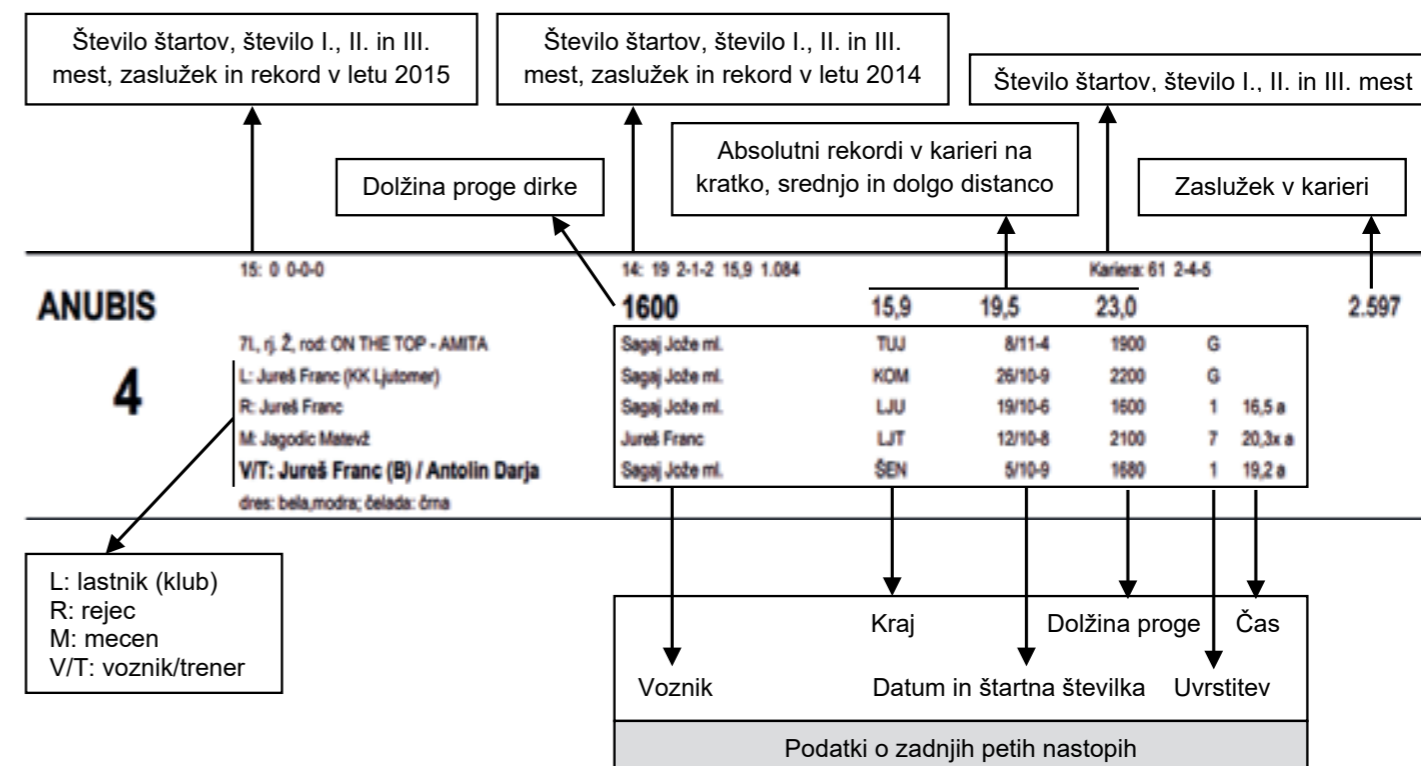 Število štartov, število I., II. in III.
mest, zaslužek in rekord v letu 2015
Število štartov, število I., II. in III.
mest, zaslužek in rekord v letu 2014
Število štartov, število I., II. in III. mest
Dolžina proge dirke
Absolutni rekordi v karieri na
kratko, srednjo in dolgo distanco
Zaslužek v karieri
15: 0 0-0-0 14: 19 2-1-2 15,9 1.084 Kariera: 61 2-4-5
ANUBIS 1600 15,9 19,5 23,0 2.597
7l., rj. Ž, rod: ON THE TOP - AMITA Sagaj Jože ml. TUJ 8/11-4 1900 G
4 L: Jureš Franc (KK Ljutomer) Sagaj Jože ml. KOM 26/10-9 2200 G
R: Jureš Franc Sagaj Jože ml. LJU 19/10-6 1600 1 16,5 a
M: Jagodic Matevž Jureš Franc LJT 12/10-8 2100 7 20,3x a
V/T: Jureš Franc (B) / Antolin Darja Sagaj Jože ml. ŠEN 5/10-9 1680 1 19,2 a
dres: bela,modra; čelada: črna
L: lastnik (klub)
R: rejec
M: mecen
V/T: voznik/trener
Kraj Dolžina proge Čas
Voznik Datum in štartna številka Uvrstitev
Podatki o zadnjih petih nastopih